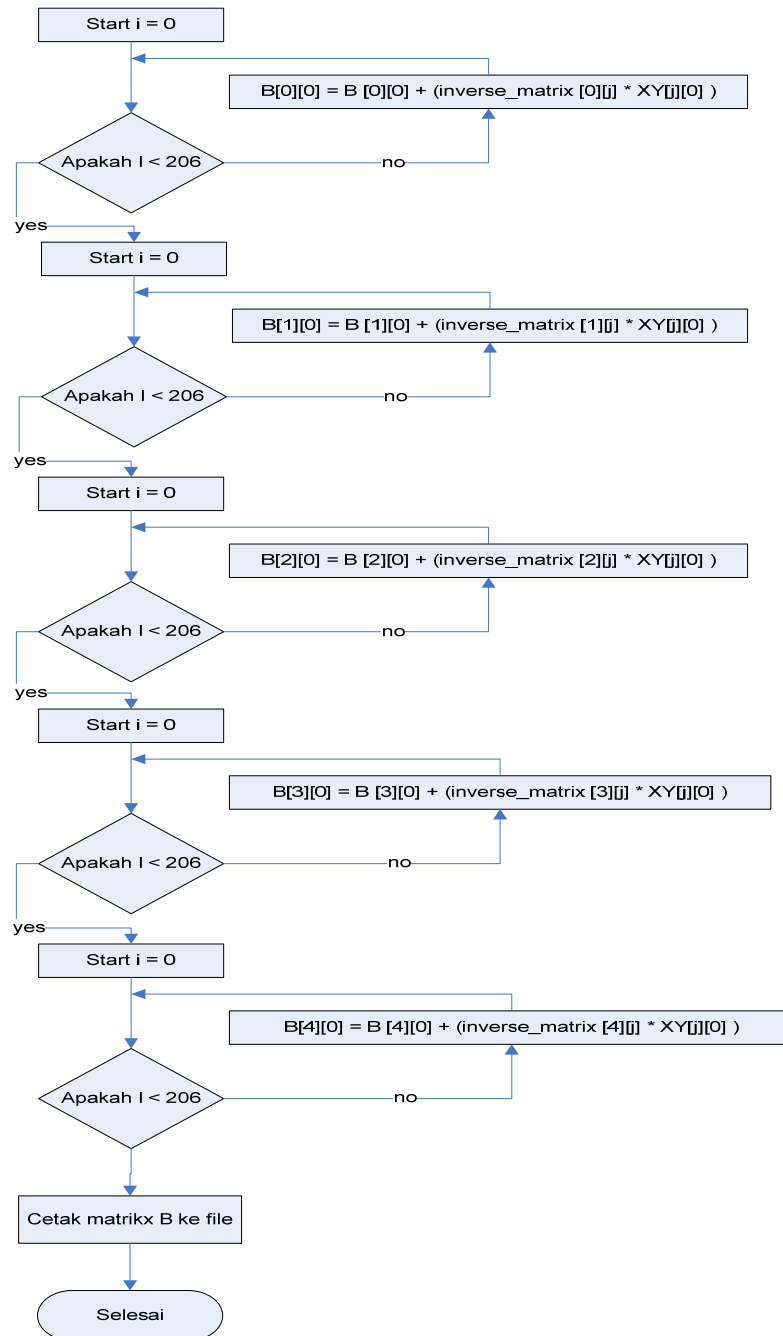 Start i = 0
B[0][0] = B [0][0] + (inverse_matrix [0][j] * XY[j][0] )
Apakah I < 206
no
yes
Start i = 0
B[1][0] = B [1][0] + (inverse_matrix [1][j] * XY[j][0] )
Apakah I < 206
no
yes
Start i = 0
B[2][0] = B [2][0] + (inverse_matrix [2][j] * XY[j][0] )
Apakah I < 206
no
yes
Start i = 0
B[3][0] = B [3][0] + (inverse_matrix [3][j] * XY[j][0] )
Apakah I < 206
no
yes
Start i = 0
B[4][0] = B [4][0] + (inverse_matrix [4][j] * XY[j][0] )
Apakah I < 206
no
Cetak matrikx B ke file
Selesai